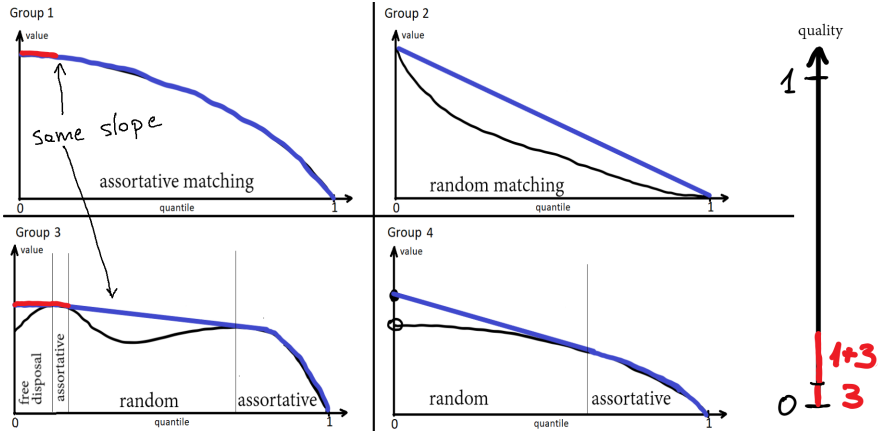 Group 1
value
same slope
assortative matching
0
quantile
1
Group 2
value
random matching
0
quantile
1
quality
1
1+3
3
0
Group 3
value
free
disposal
assortative
random
assortative
0
quantile
1
Group 4
value
random
assortative
0
quantile
1